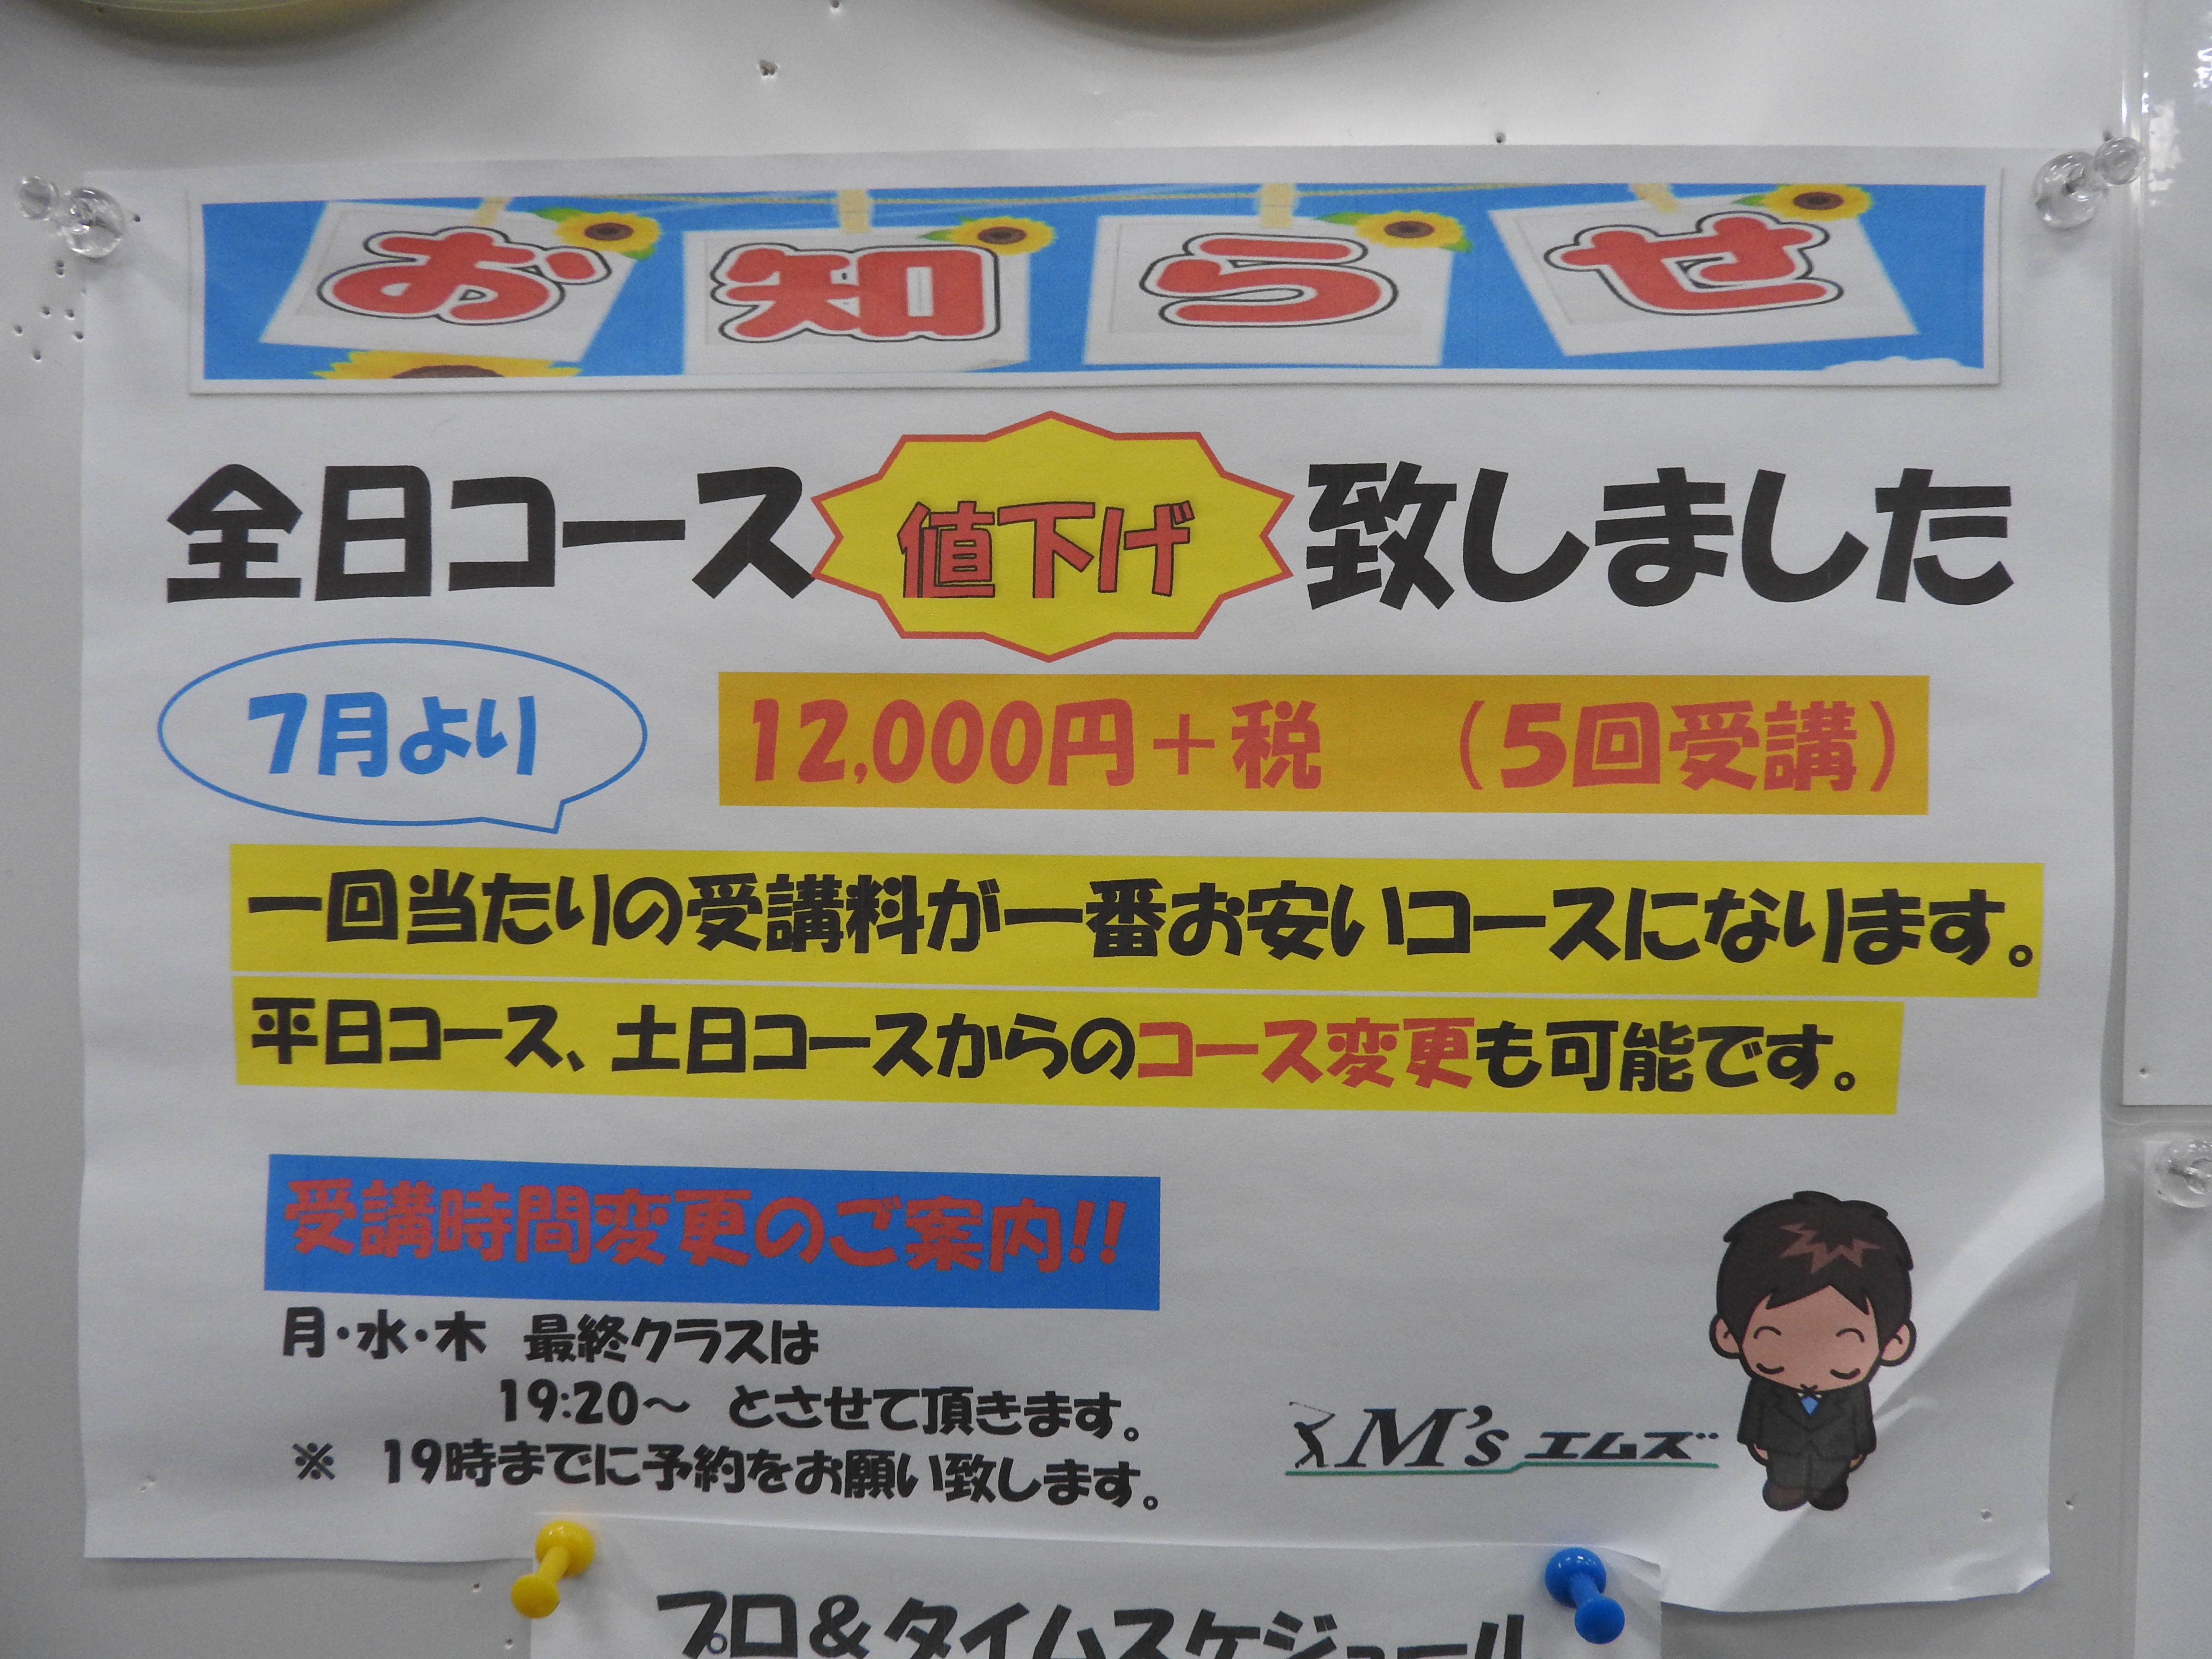 お知らせ
全日コース値下げ致しました
7月より
12,000円＋税　（5回受講）
一回当たりの受講料が一番お安いコースになります。
平日コース、土日コースからのコース変更も可能です。
受講時間変更のご案内!!
月・水・木　最終クラスは
19:20～　とさせて頂きます。
※　19時までに予約をお願い致します。
M's エムズ
プロ＆タイムスケジュール